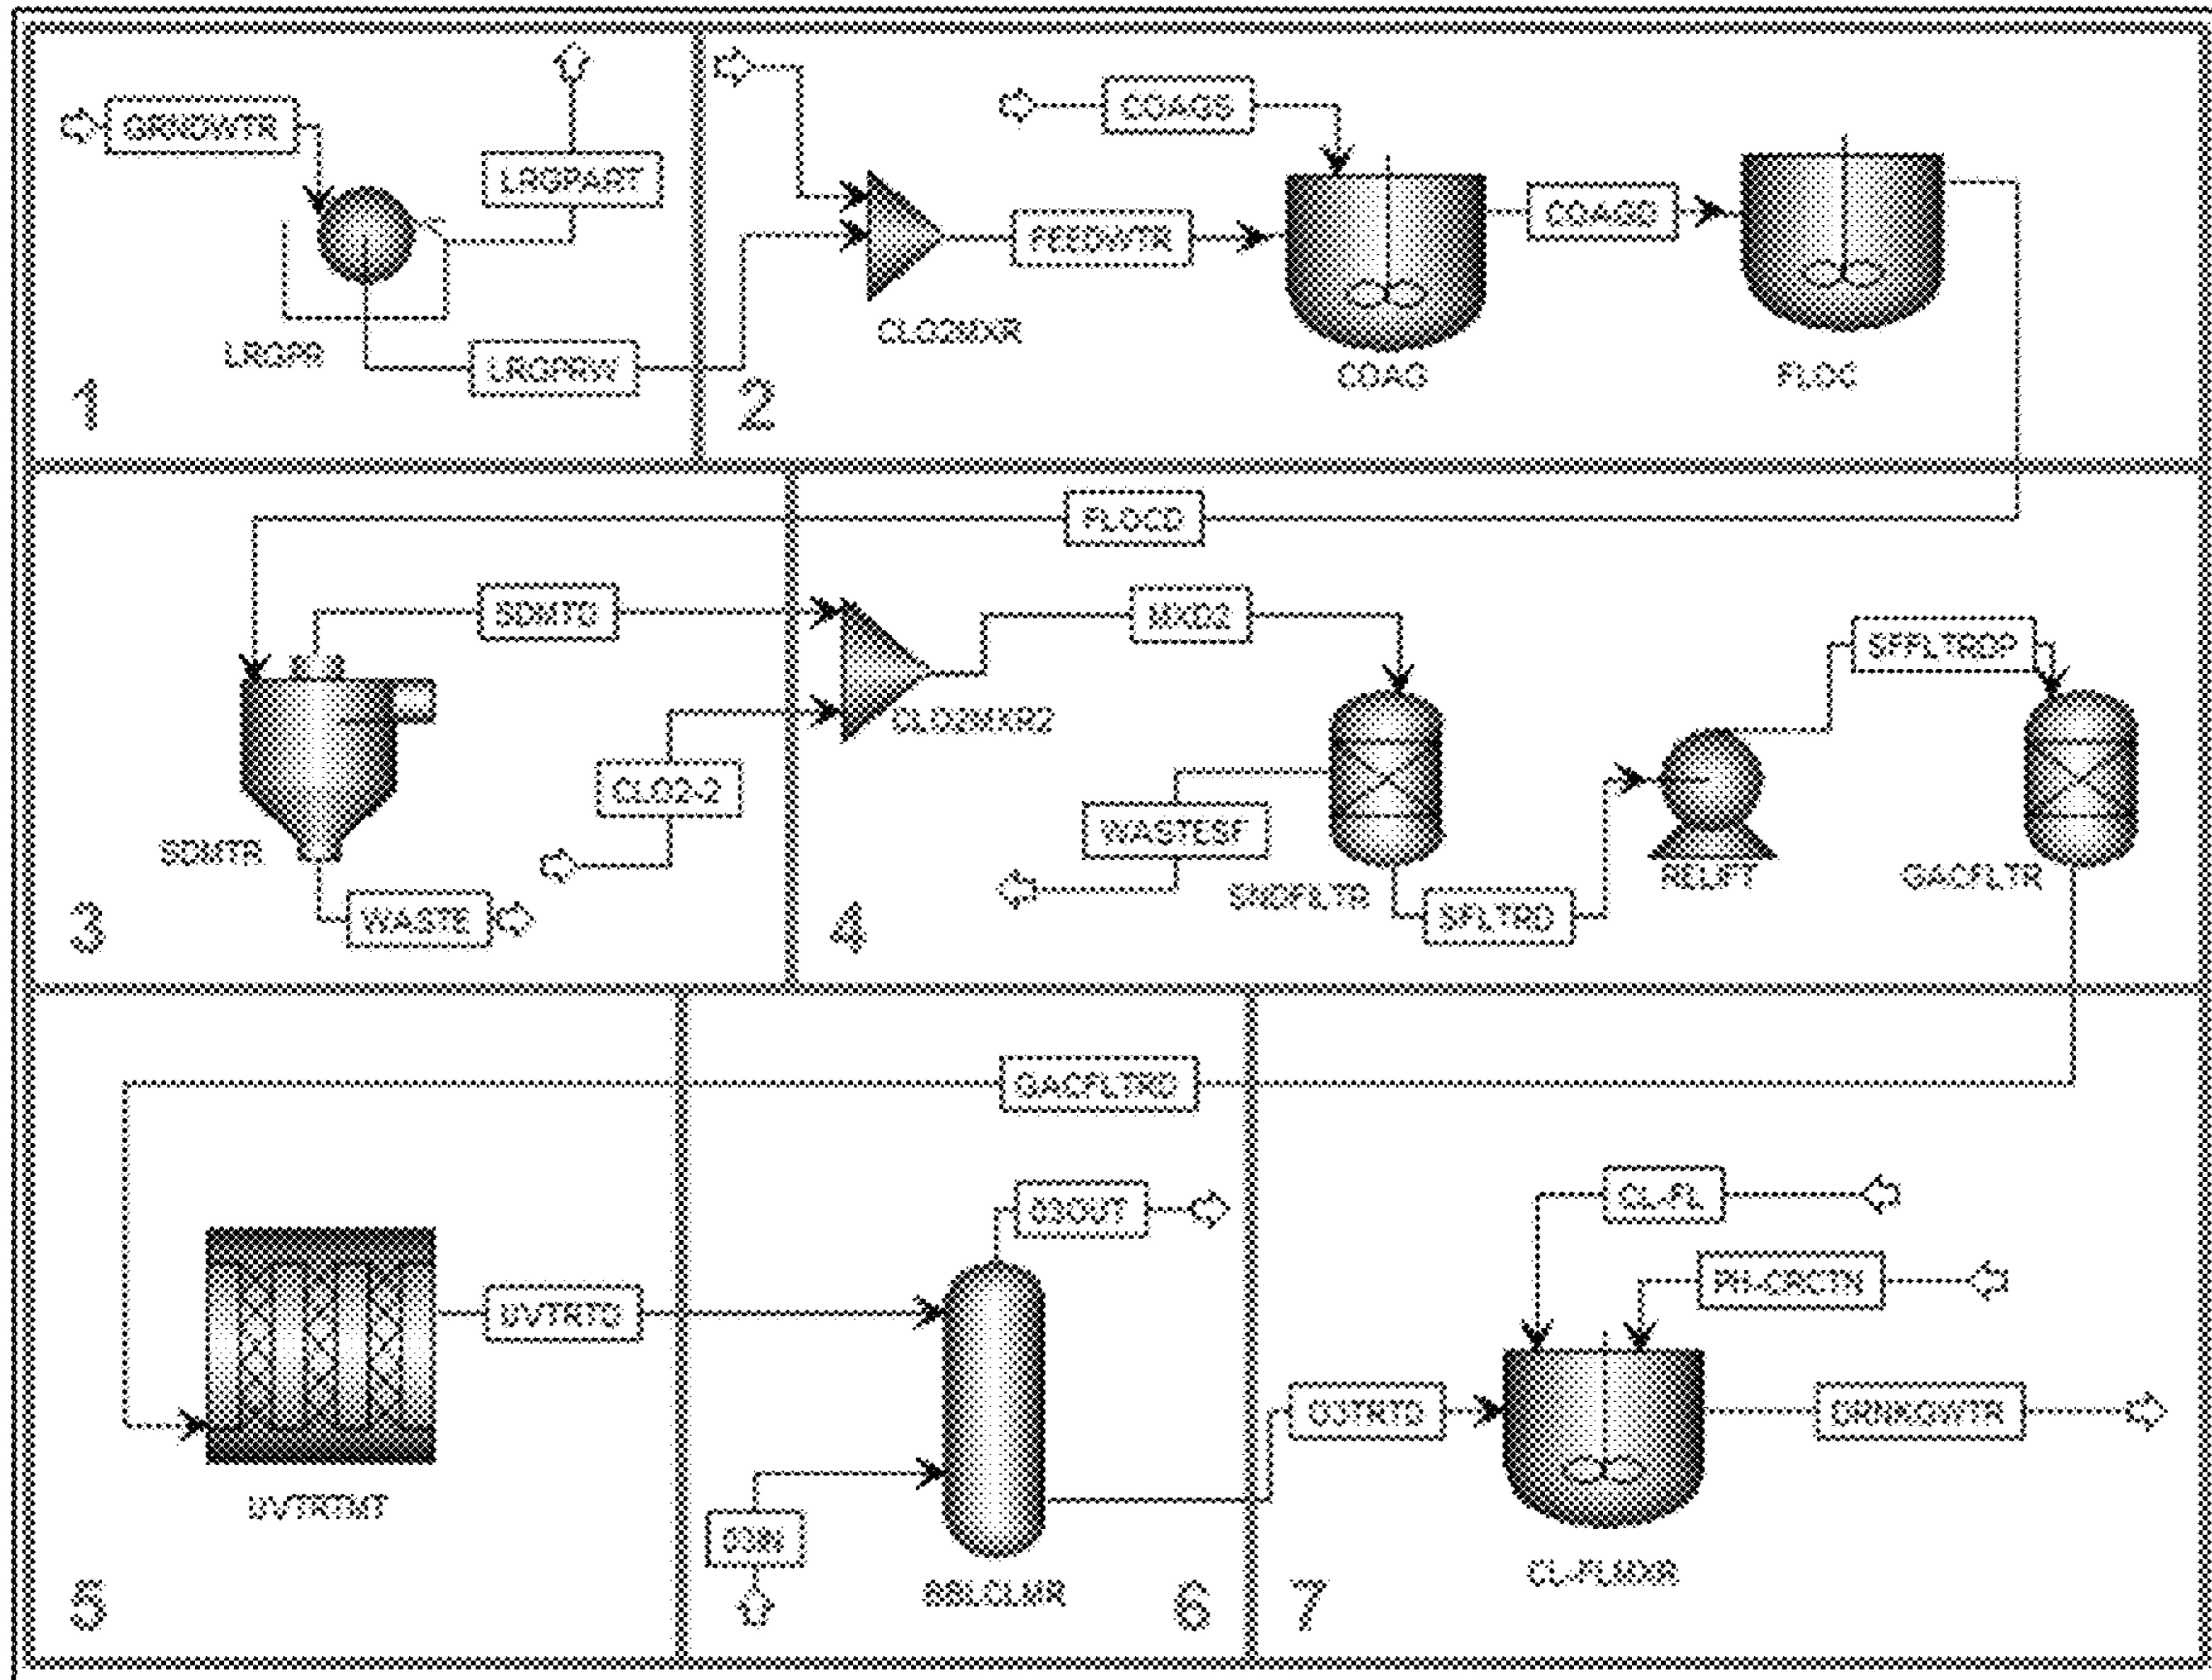 GRNDWTR
LRGPART
LRGPR
LRGPRW
1
COAGS
FEEDWTR
COAGD
CLO2MXR
COAG
FLOC
2
FLOCD
SDMTD
CLO2-2
SDMTR
WASTE
3
MXD2
SFFLTRDP
CLO2MXR2
WASTESF
SNDFILTR
SFLTRD
RELIFT
GACFLTR
4
GACFLTRD
UVTRTD
UVTRTMT
5
O3OUT
O3IN
BBLCLMR
6
CL-FL
PH-CRCTN
O3TRTD
DRNKGWTR
CL-FLMXR
7